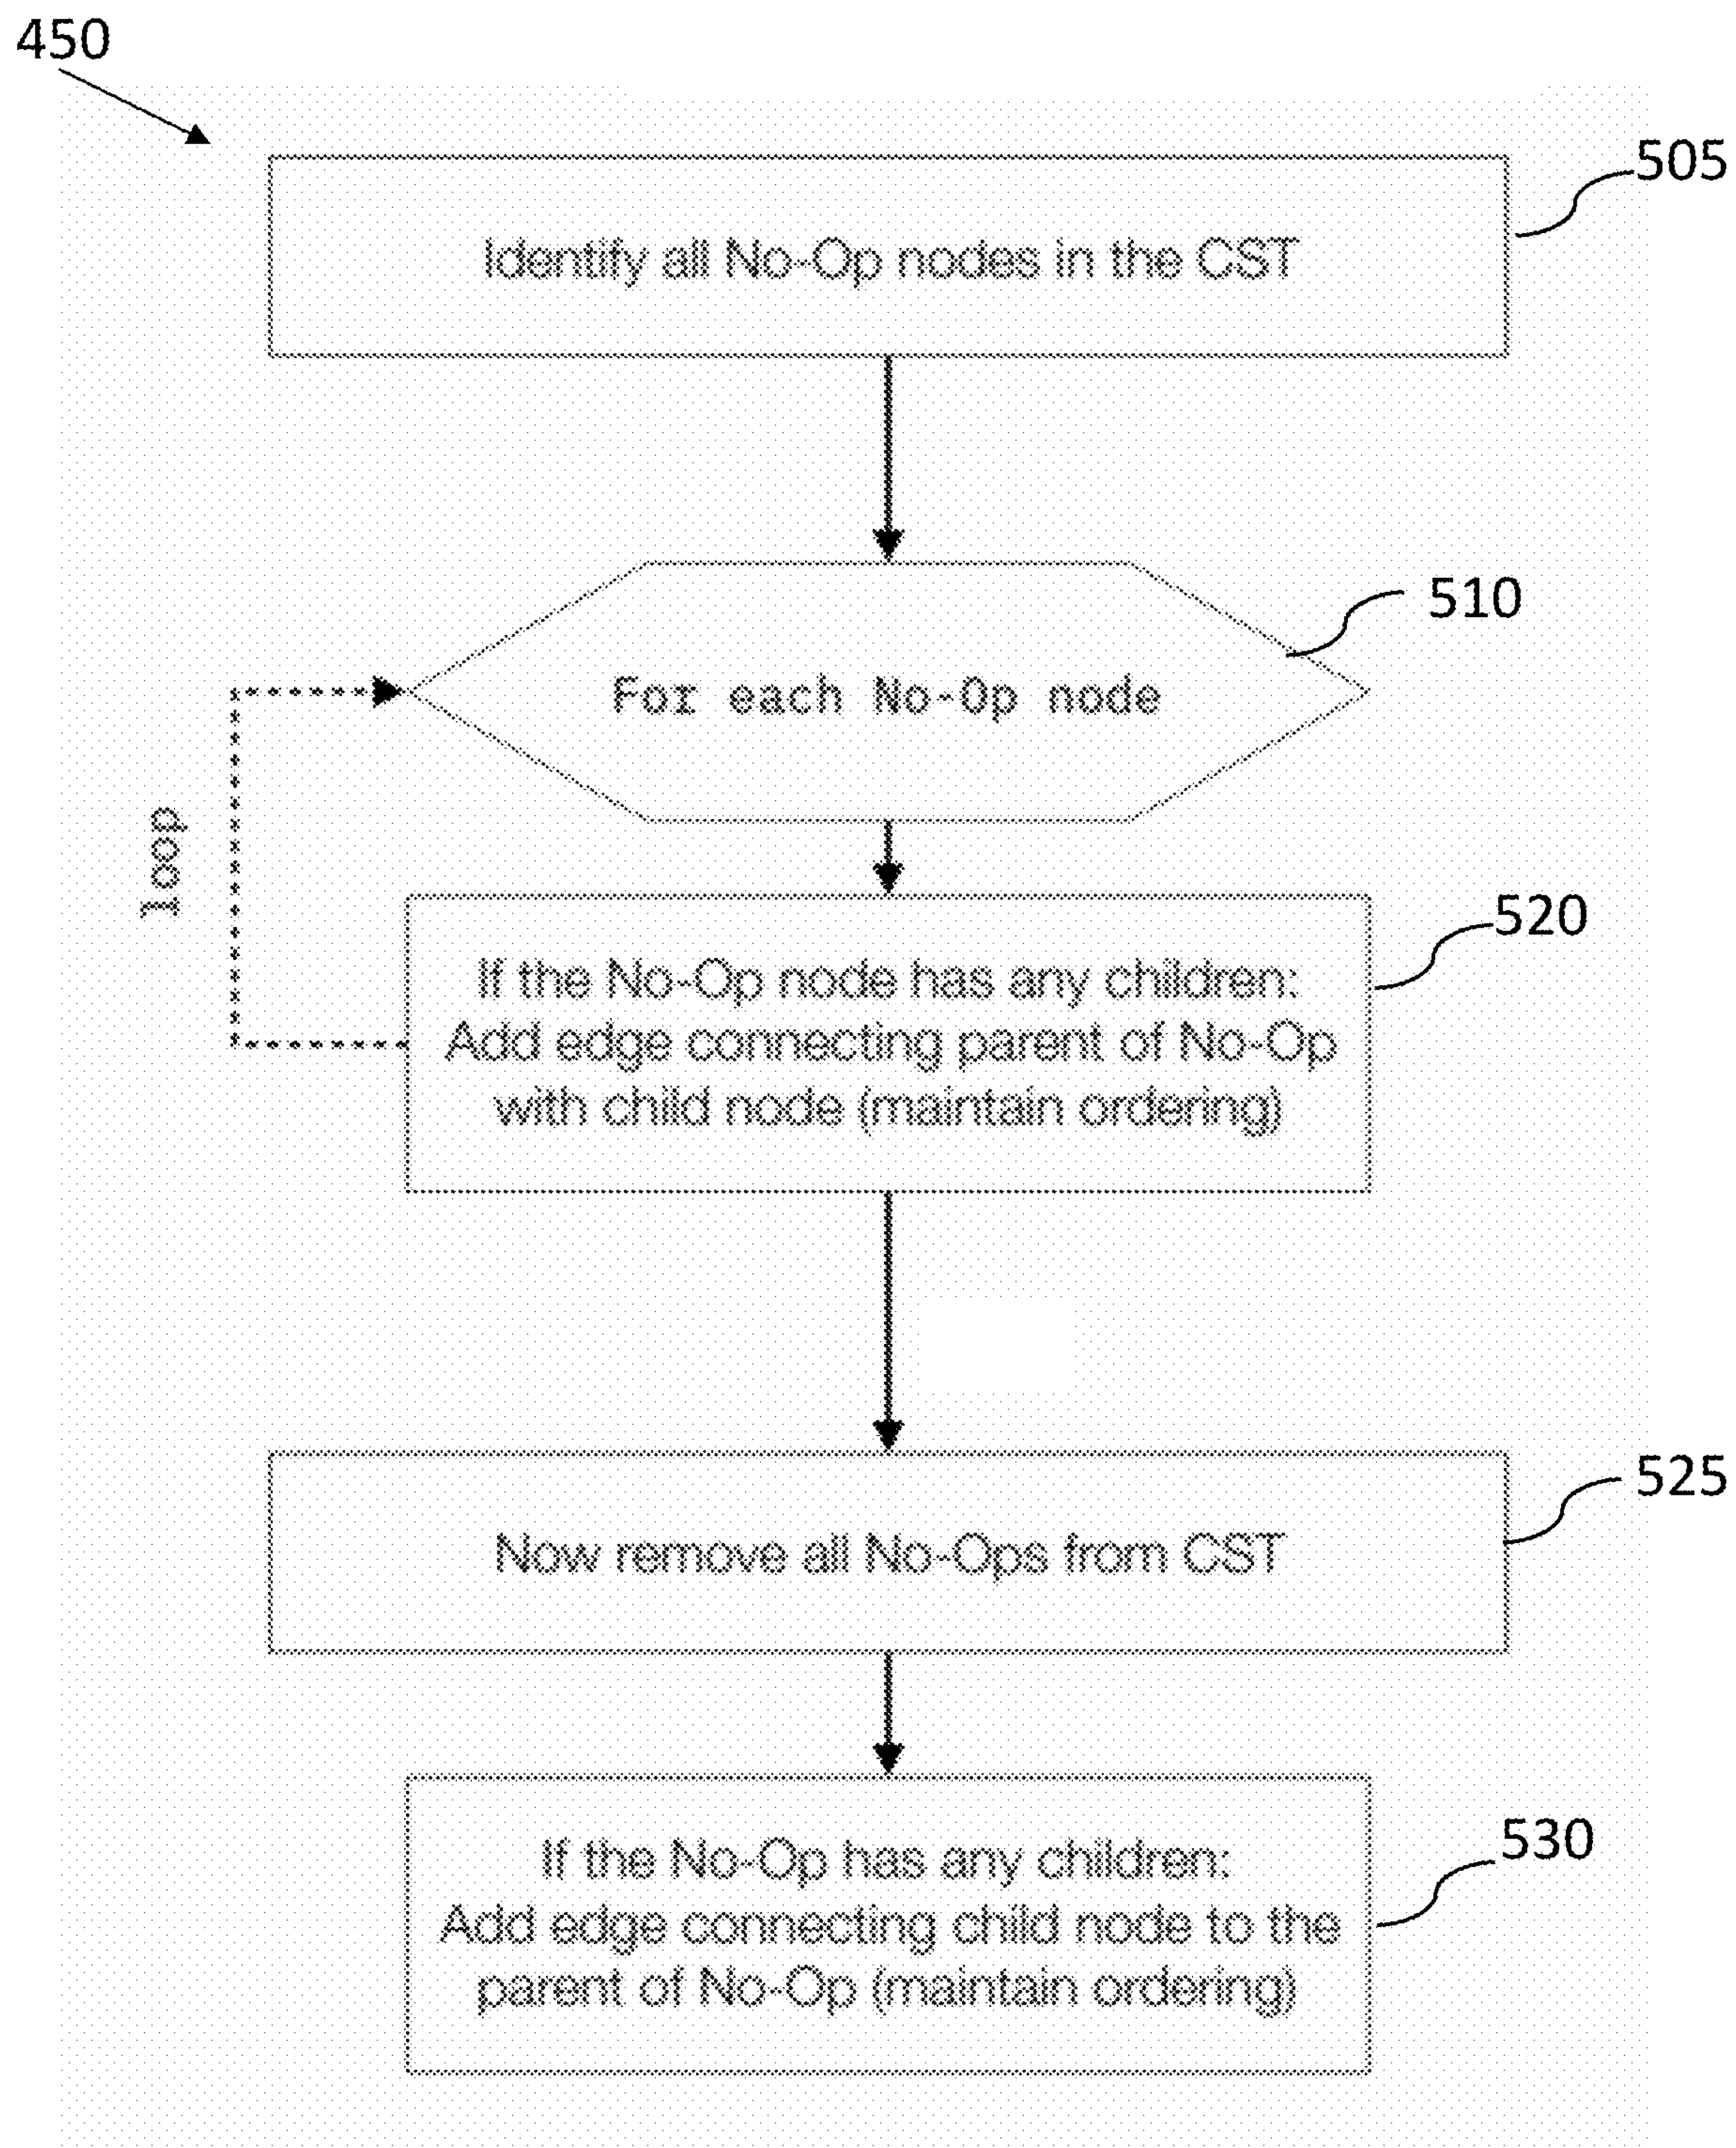 450
505
Identify all No-Op nodes in the CST
510
For each No-Op node
loop
520
If the No-Op node has any children:
Add edge connecting parent of No-Op
with child node (maintain ordering)
525
Now remove all No-Ops from CST
530
If the No-Op has any children:
Add edge connecting child node to the
parent of No-Op (maintain ordering)